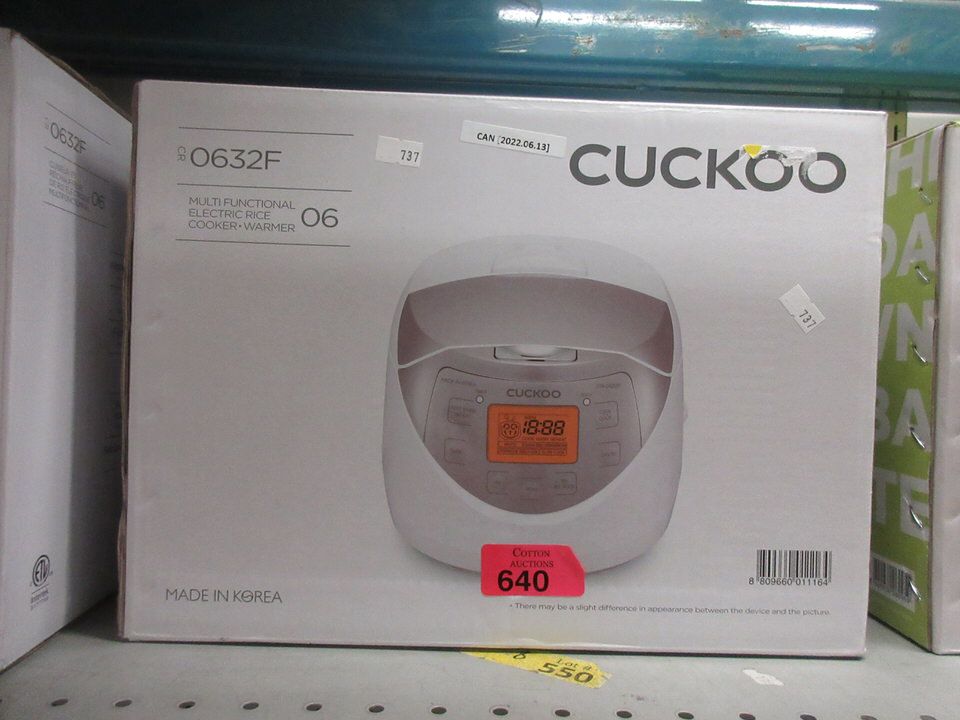 CR 0632F
MULTI FUNCTIONAL
ELECTRIC RICE 06
COOKER • WARMER
737
CAN [2022.06.13]
CUCKOO
737
CUCKOO
18:88
COTTON
AUCTIONS
640
8 809660 011164
MADE IN KOREA
• There may be a slight difference in appearance between the device and the picture.
Lot #
550
0632F
06
Intertek